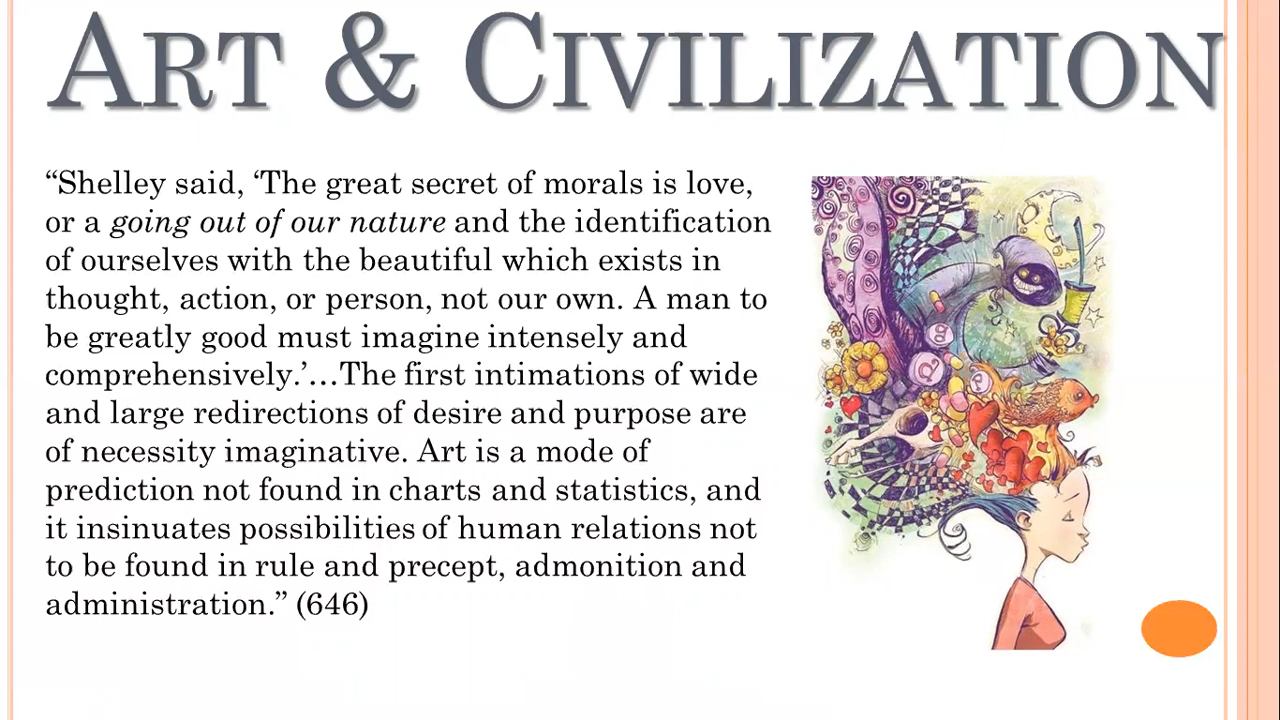 ART & CIVILIZATION
“Shelley said, ‘The great secret of morals is love,
or a going out of our nature and the identification
of ourselves with the beautiful which exists in
thought, action, or person, not our own. A man to
be greatly good must imagine intensely and
comprehensively.’…The first intimations of wide
and large redirections of desire and purpose are
of necessity imaginative. Art is a mode of
prediction not found in charts and statistics, and
it insinuates possibilities of human relations not
to be found in rule and precept, admonition and
administration.” (646)